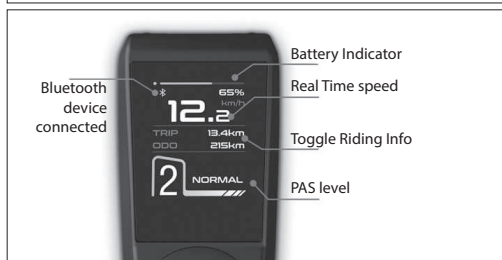 Battery Indicator
Real Time speed
Bluetooth
device
connected
65%
km/h
12.2
TRIP 13.4km
ODO 215km
Toggle Riding Info
2 NORMAL
PAS level